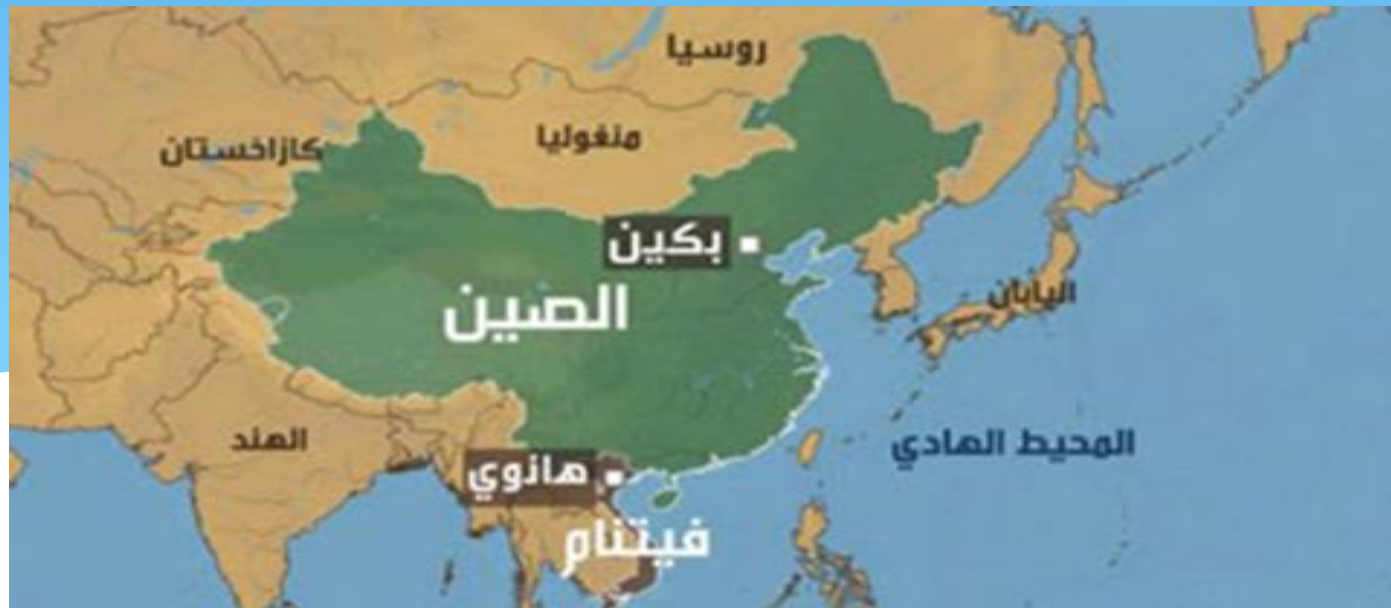 روسيا
منغوليا
كازاخستان
بكين
الصين
اليابان
الهند
المحيط الهادي
هانوي
فيتنام